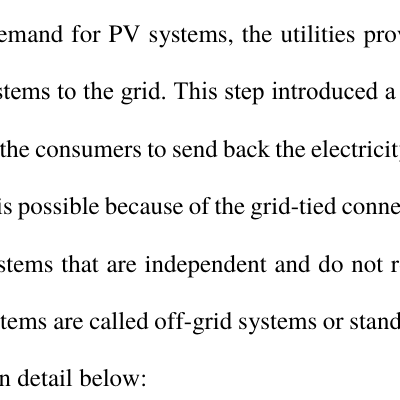 emand for PV systems, the utilities prov
stems to the grid. This step introduced a
the consumers to send back the electricit
is possible because of the grid-tied conne
stems that are independent and do not r
tems are called off-grid systems or stand
n detail below: